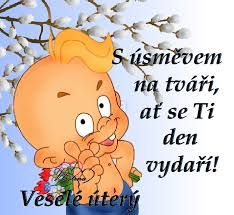 S úsměvem
na tváři,
ať se Ti
den
vydaří!
Veselé úterý